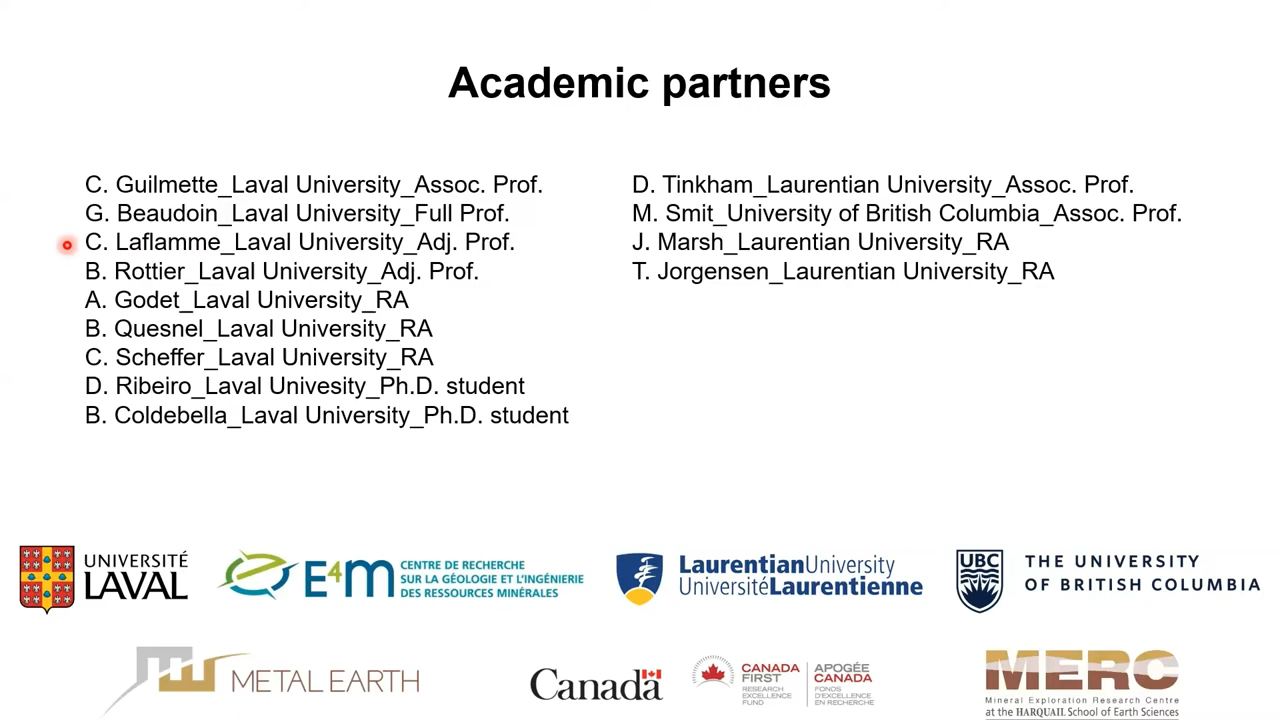 Academic partners
C. Guilmette_Laval University_Assoc. Prof.
G. Beaudoin_Laval University_Full Prof.
C. Laflamme_Laval University_Adj. Prof.
B. Rottier_Laval University_Adj. Prof.
A. Godet_Laval University_RA
B. Quesnel_Laval University_RA
C. Scheffer_Laval University_RA
D. Ribeiro_Laval Univesity_Ph.D. student
B. Coldebella_Laval University_Ph.D. student
D. Tinkham_Laurentian University_Assoc. Prof.
M. Smit_University of British Columbia_Assoc. Prof.
J. Marsh_Laurentian University_RA
T. Jorgensen_Laurentian University_RA
UNIVERSITÉ
LAVAL
E4m
CENTRE DE RECHERCHE
SUR LA GÉOLOGIE ET L'INGÉNIERIE
DES RESSOURCES MINÉRALES
LaurentianUniversity
UniversitéLaurentienne
UBC
THE UNIVERSITY
OF BRITISH COLUMBIA
METAL EARTH
Canada
CANADA
FIRST
RESEARCH
EXCELLENCE
FUND
APOGÉE
CANADA
FONDS
D'EXCELLENCE
EN RECHERCHE
MERC
Mineral Exploration Research Centre
at the HARQUAIL School of Earth Sciences